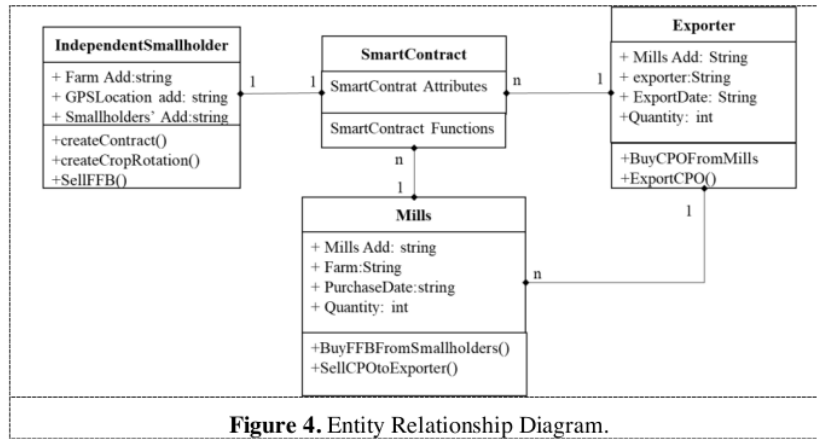 IndependentSmallholder
+ Farm Add:string
+ GPSLocation add: string
+ Smallholders' Add:string
+createContract()
+createCropRotation()
+SellFFB()
1
1
SmartContract
SmartContrat Attributes
SmartContract Functions
n
1
n
1
Exporter
+ Mills Add: String
+ exporter:String
+ ExportDate: String
+Quantity: int
+BuyCPOFromMills
+ExportCPO()
1
n
Mills
+ Mills Add: string
+ Farm:String
+ PurchaseDate:string
+ Quantity: int
+BuyFFBFromSmallholders()
+SellCPOtoExporter()
Figure 4. Entity Relationship Diagram.